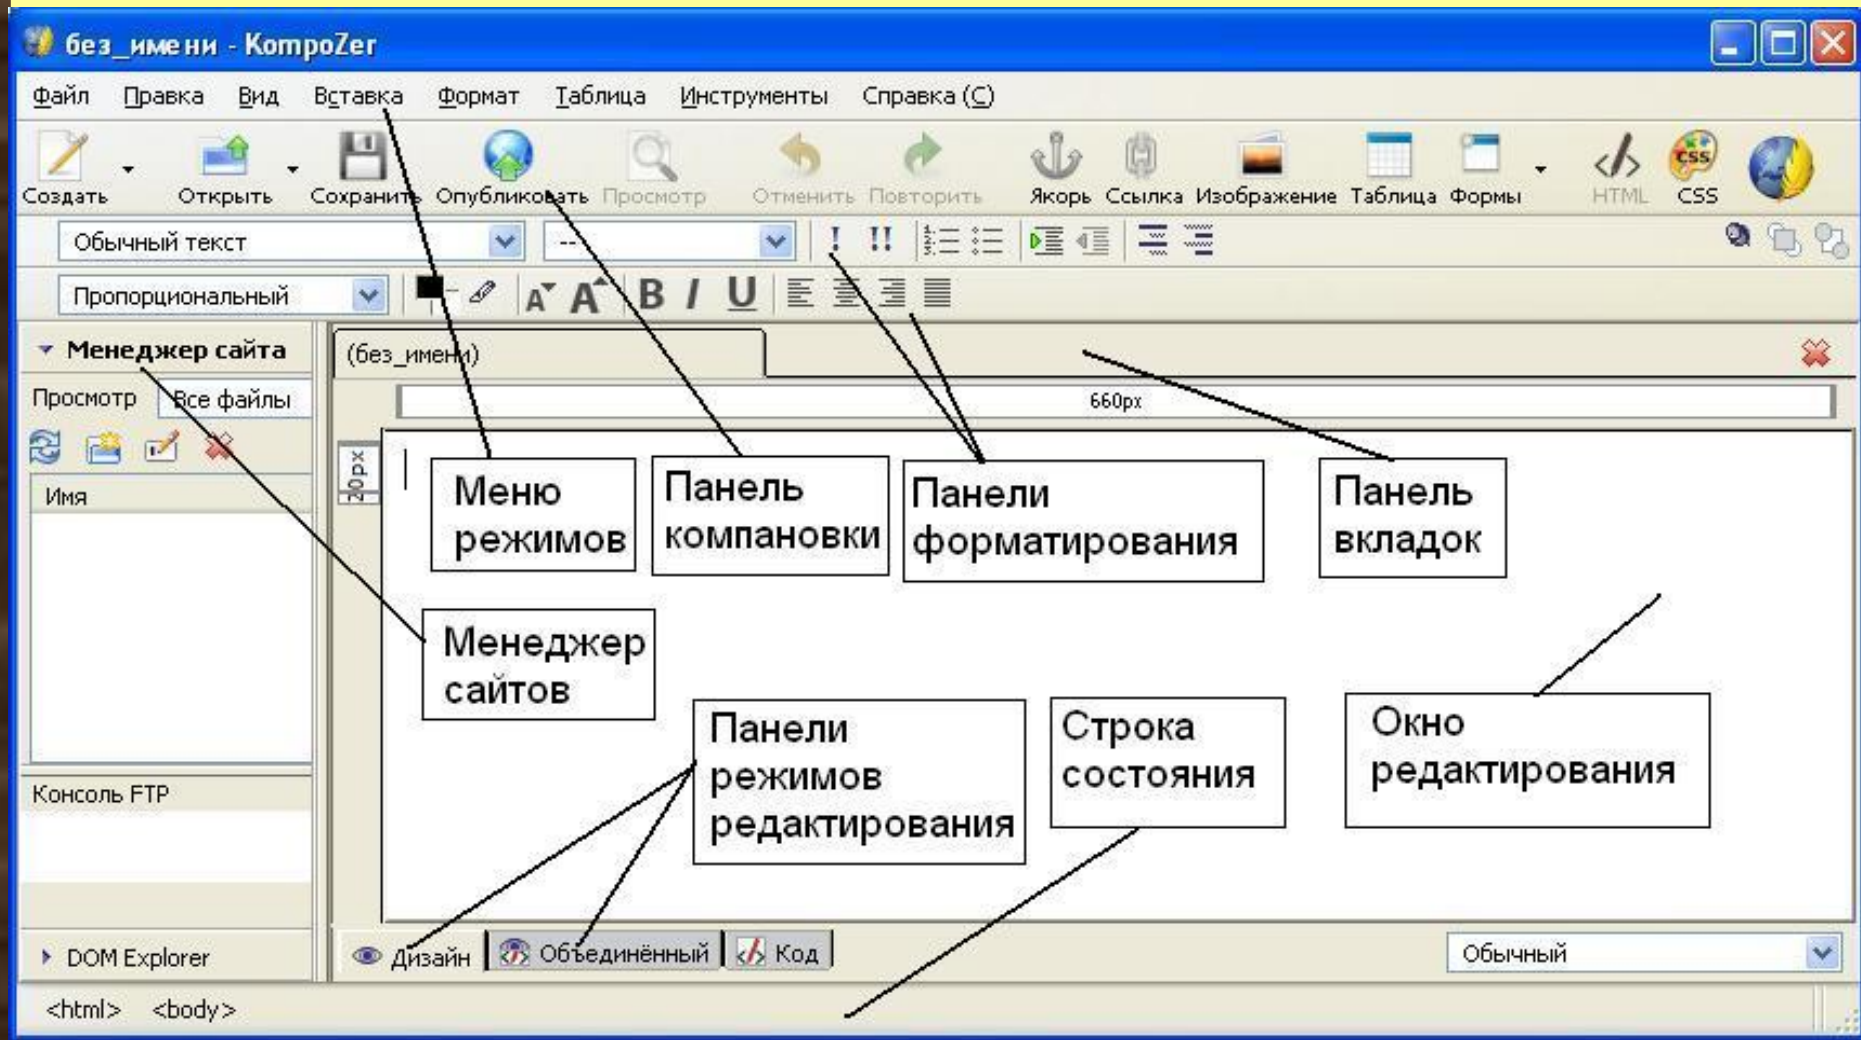 без_имени - KompoZer
Файл Правка Вид Вставка Формат Таблица Инструменты Справка (С)
Создать Открыть Сохранить Опубликовать Просмотр Отменить Повторить Якорь Ссылка Изображение Таблица Формы HTML CSS
CSS
Обычный текст -- ! !!
Пропорциональный A A B I U
Менеджер сайта (без_имени)
Просмотр Все файлы
660px
20px
Имя
Меню
режимов
Панель
компановки
Панели
форматирования
Панель
вкладок
Менеджер
сайтов
Панели
режимов
редактирования
Строка
состояния
Окно
редактирования
Консоль FTP
DOM Explorer
Дизайн Объединённый Код Обычный
<html> <body>